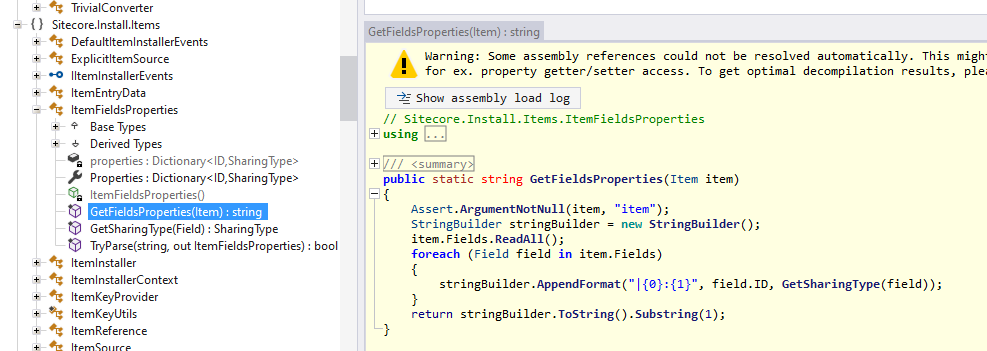 TrivialConverter
{ } Sitecore.Install.Items
DefaultItemInstallerEvents
ExplicitItemSource
IItemInstallerEvents
ItemEntryData
ItemFieldsProperties
Base Types
Derived Types
properties : Dictionary<ID,SharingType>
Properties : Dictionary<ID,SharingType>
ItemFieldsProperties()
GetFieldsProperties(Item) : string
GetSharingType(Field) : SharingType
TryParse(string, out ItemFieldsProperties) : bool
ItemInstaller
ItemInstallerContext
ItemKeyProvider
ItemKeyUtils
ItemReference
ItemSource
GetFieldsProperties(Item) : string
Warning: Some assembly references could not be resolved automatically. This migh
for ex. property getter/setter access. To get optimal decompilation results, plea
Show assembly load log
// Sitecore.Install.Items.ItemFieldsProperties
using ...
/// <summary>
public static string GetFieldsProperties(Item item)
{
Assert.ArgumentNotNull(item, "item");
StringBuilder stringBuilder = new StringBuilder();
item.Fields.ReadAll();
foreach (Field field in item.Fields)
{
stringBuilder.AppendFormat("|{0}:{1}", field.ID, GetSharingType(field));
}
return stringBuilder.ToString().Substring(1);
}